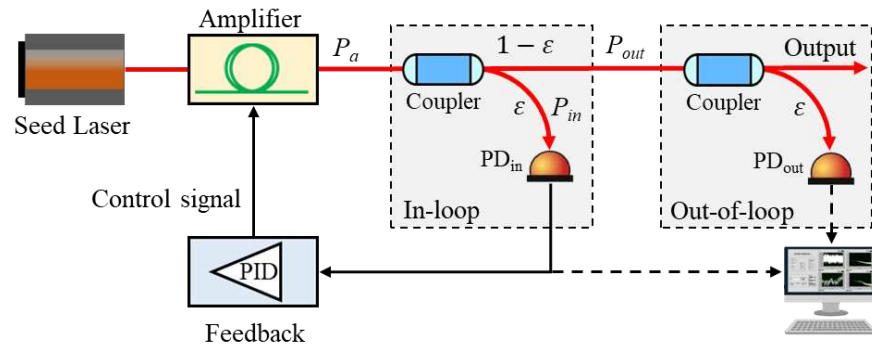 Amplifier
P_a
1 − ε
P_out
Output
Coupler
ε
P_in
Coupler
ε
Seed Laser
PD_in
PD_out
Control signal
In-loop
Out-of-loop
PID
Feedback